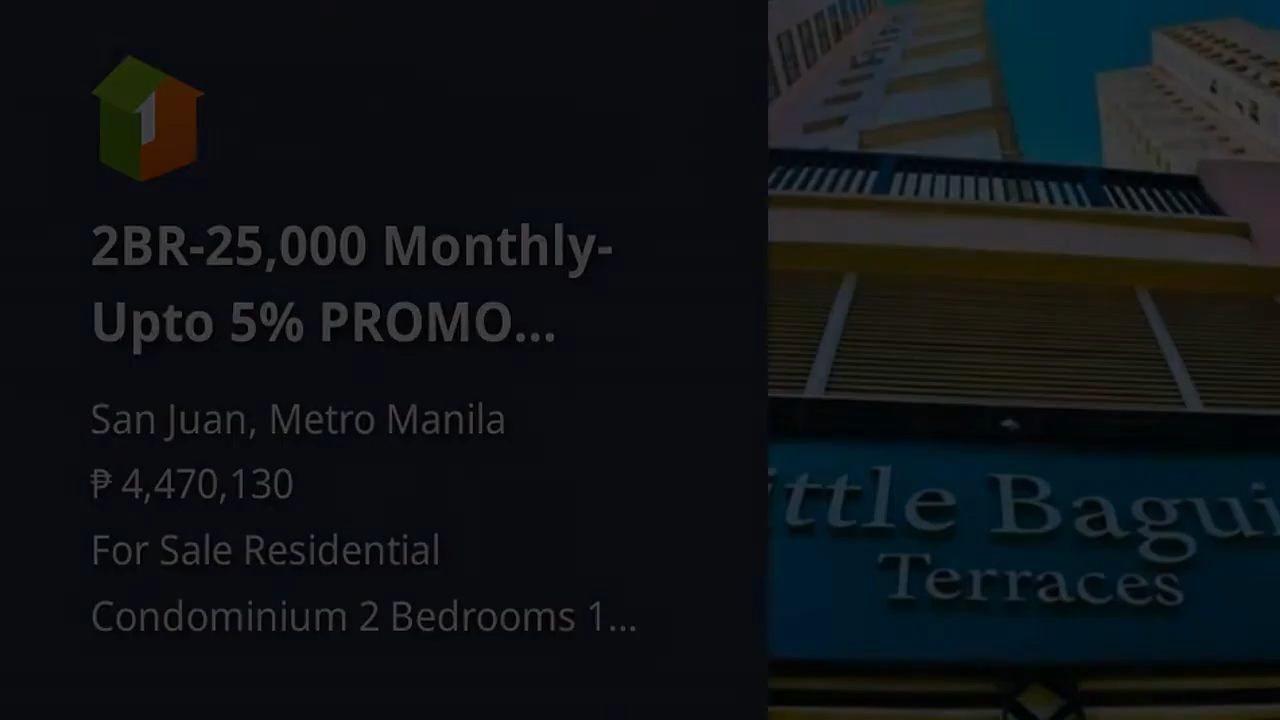 2BR-25,000 Monthly-
Upto 5% PROMO...
San Juan, Metro Manila
₱ 4,470,130
For Sale Residential
Condominium 2 Bedrooms 1...
ittle Bagui
Terraces